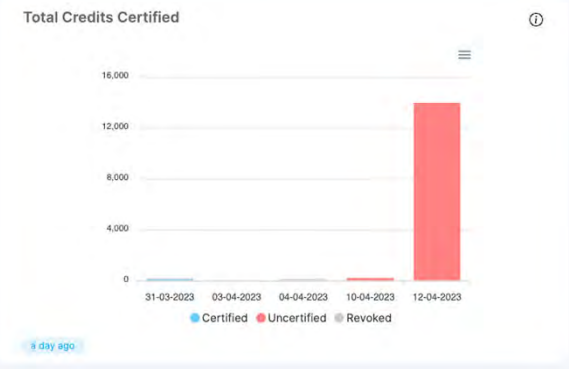 Total Credits Certified
16,000
12,000
8,000
4,000
0
31-03-2023 03-04-2023 04-04-2023 10-04-2023 12-04-2023
Certified Uncertified Revoked
a day ago